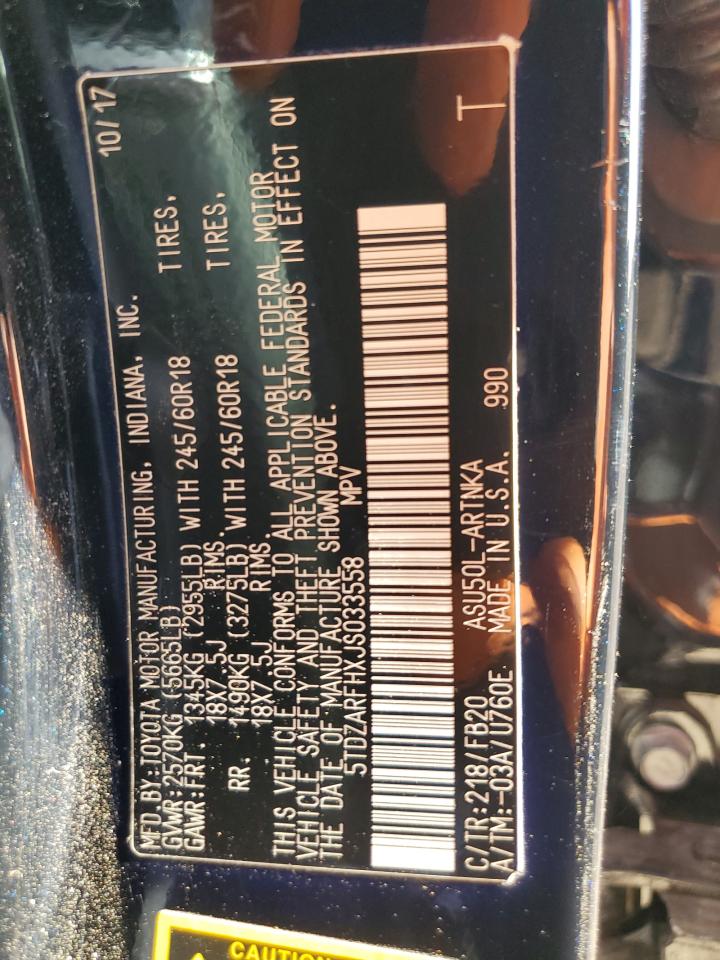 MFD BY:TOYOTA MOTOR MANUFACTURING, INDIANA, INC. 10/17
GVWR:2570KG (5665LB)
GAWR:FRT. 1345KG (2955LB) WITH 245/60R18 TIRES,
18X7.5J RIMS.
RR. 1490KG (3275LB) WITH 245/60R18 TIRES,
18X7.5J RIMS
THIS VEHICLE CONFORMS TO ALL APPLICABLE FEDERAL MOTOR
VEHICLE SAFETY AND THEFT PREVENTION STANDARDS IN EFFECT ON
THE DATE OF MANUFACTURE SHOWN ABOVE.
5TDZARFHXJS033558 MPV
C/TR:218/FB20 ASU50L-ARTNKA T
A/TM:-03A/U760E MADE IN U.S.A. 990
CAUTION